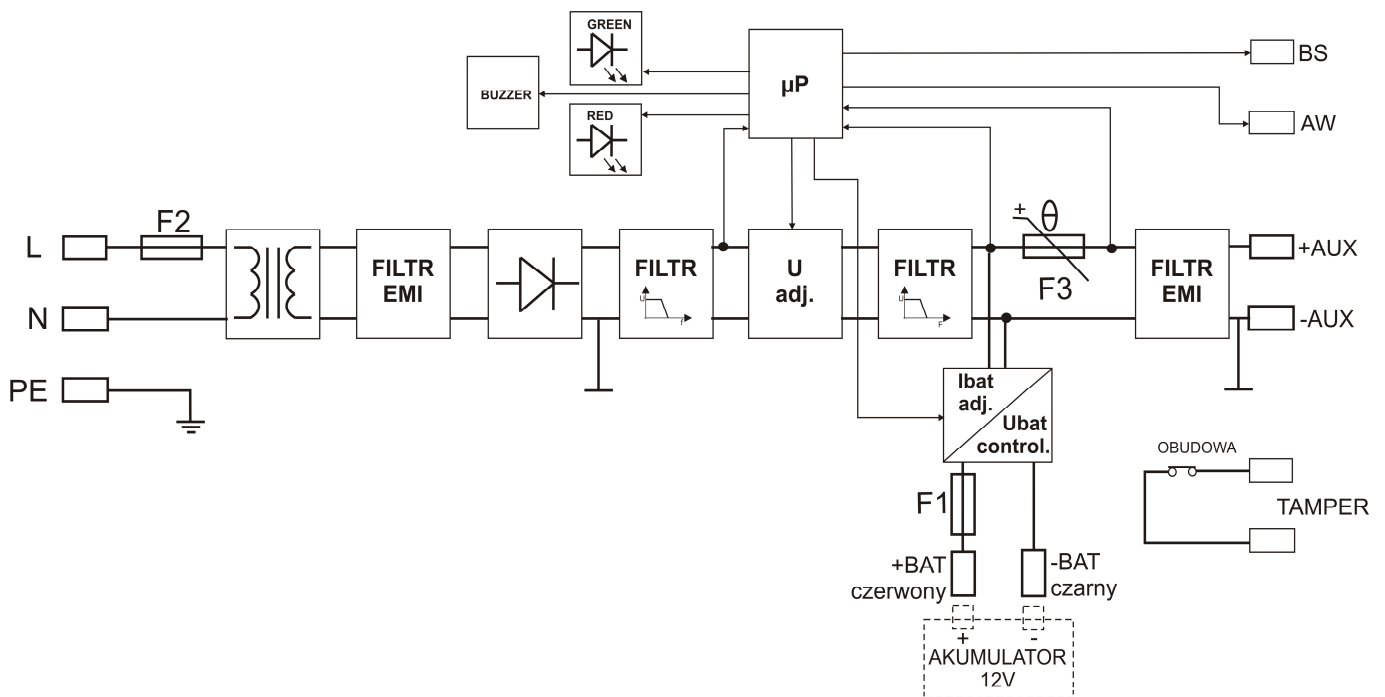 GREEN
BUZZER
RED
µP
BS
AW
L
F2
N
PE
FILTR
EMI
FILTR
U
f
U
adj.
FILTR
U
F
+
θ
F3
FILTR
EMI
+AUX
-AUX
Ibat
adj.
Ubat
control.
F1
+BAT
czerwony
-BAT
czarny
+
-
AKUMULATOR
12V
OBUDOWA
TAMPER